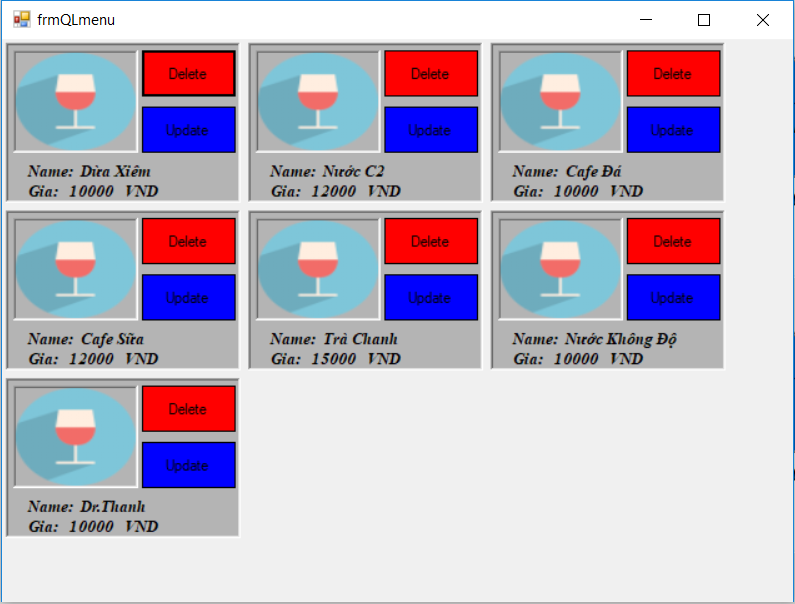 frmQLmenu
Delete
Update
Name: Dừa Xiêm
Gia: 10000 VND
Delete
Update
Name: Nước C2
Gia: 12000 VND
Delete
Update
Name: Cafe Đá
Gia: 10000 VND
Delete
Update
Name: Cafe Sữa
Gia: 12000 VND
Delete
Update
Name: Trà Chanh
Gia: 15000 VND
Delete
Update
Name: Nước Không Độ
Gia: 10000 VND
Delete
Update
Name: Dr.Thanh
Gia: 10000 VND